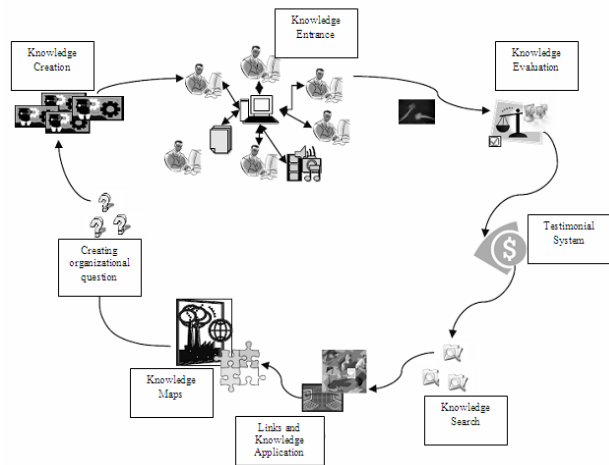 Knowledge
Creation
Knowledge
Entrance
Knowledge
Evaluation
Testimonial
System
$
Knowledge
Search
Links and
Knowledge
Application
Knowledge
Maps
Creating
organizational
question
? ? ?